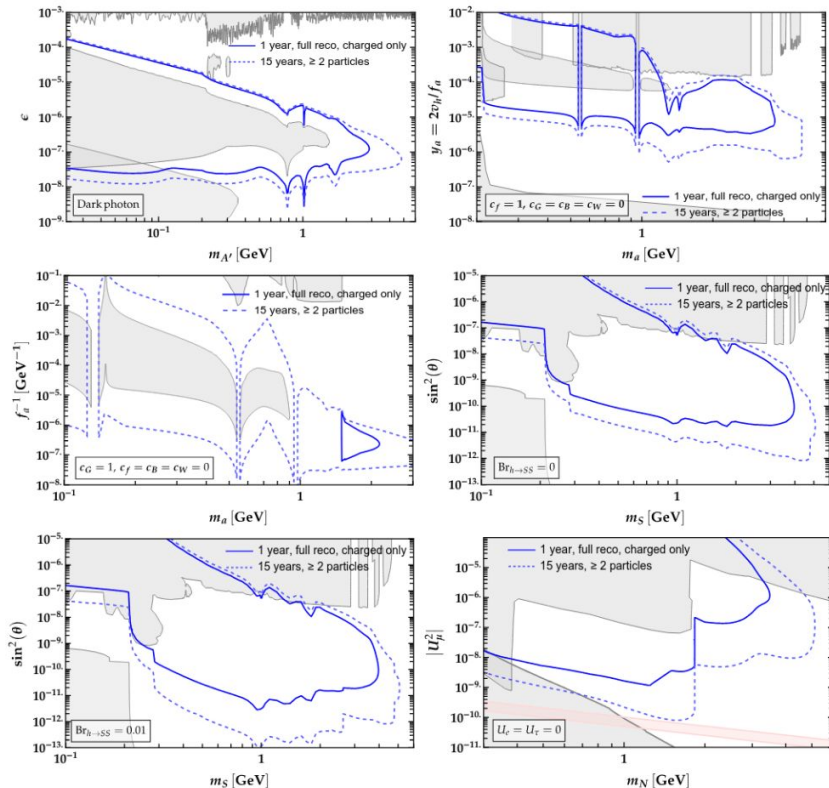 10⁻³
10⁻⁴
10⁻⁵
10⁻⁶
10⁻⁷
10⁻⁸
10⁻⁹
ϵ
1 year, full reco, charged only
15 years, ≥ 2 particles
Dark photon
10⁻¹
1
m_A′ [GeV]
10⁻²
10⁻³
10⁻⁴
10⁻⁵
10⁻⁶
10⁻⁷
10⁻⁸
y_a = 2v_h/f_a
1 year, full reco, charged only
15 years, ≥ 2 particles
c_f = 1, c_G = c_B = c_W = 0
1
m_a [GeV]
10⁻¹
10⁻²
10⁻³
10⁻⁴
10⁻⁵
10⁻⁶
10⁻⁷
10⁻⁸
f_a⁻¹ [GeV⁻¹]
1 year, full reco, charged only
15 years, ≥ 2 particles
c_G = 1, c_f = c_B = c_W = 0
10⁻¹
1
m_a [GeV]
10⁻⁵
10⁻⁶
10⁻⁷
10⁻⁸
10⁻⁹
10⁻¹⁰
10⁻¹¹
10⁻¹²
10⁻¹³
sin²(θ)
1 year, full reco, charged only
15 years, ≥ 2 particles
Br_h→SS = 0
10⁻¹
1
m_S [GeV]
10⁻⁵
10⁻⁶
10⁻⁷
10⁻⁸
10⁻⁹
10⁻¹⁰
10⁻¹¹
10⁻¹²
10⁻¹³
sin²(θ)
1 year, full reco, charged only
15 years, ≥ 2 particles
Br_h→SS = 0.01
10⁻¹
1
m_S [GeV]
10⁻⁵
10⁻⁶
10⁻⁷
10⁻⁸
10⁻⁹
10⁻¹⁰
10⁻¹¹
|U²_μ|
1 year, full reco, charged only
15 years, ≥ 2 particles
U_e = U_τ = 0
1
m_N [GeV]